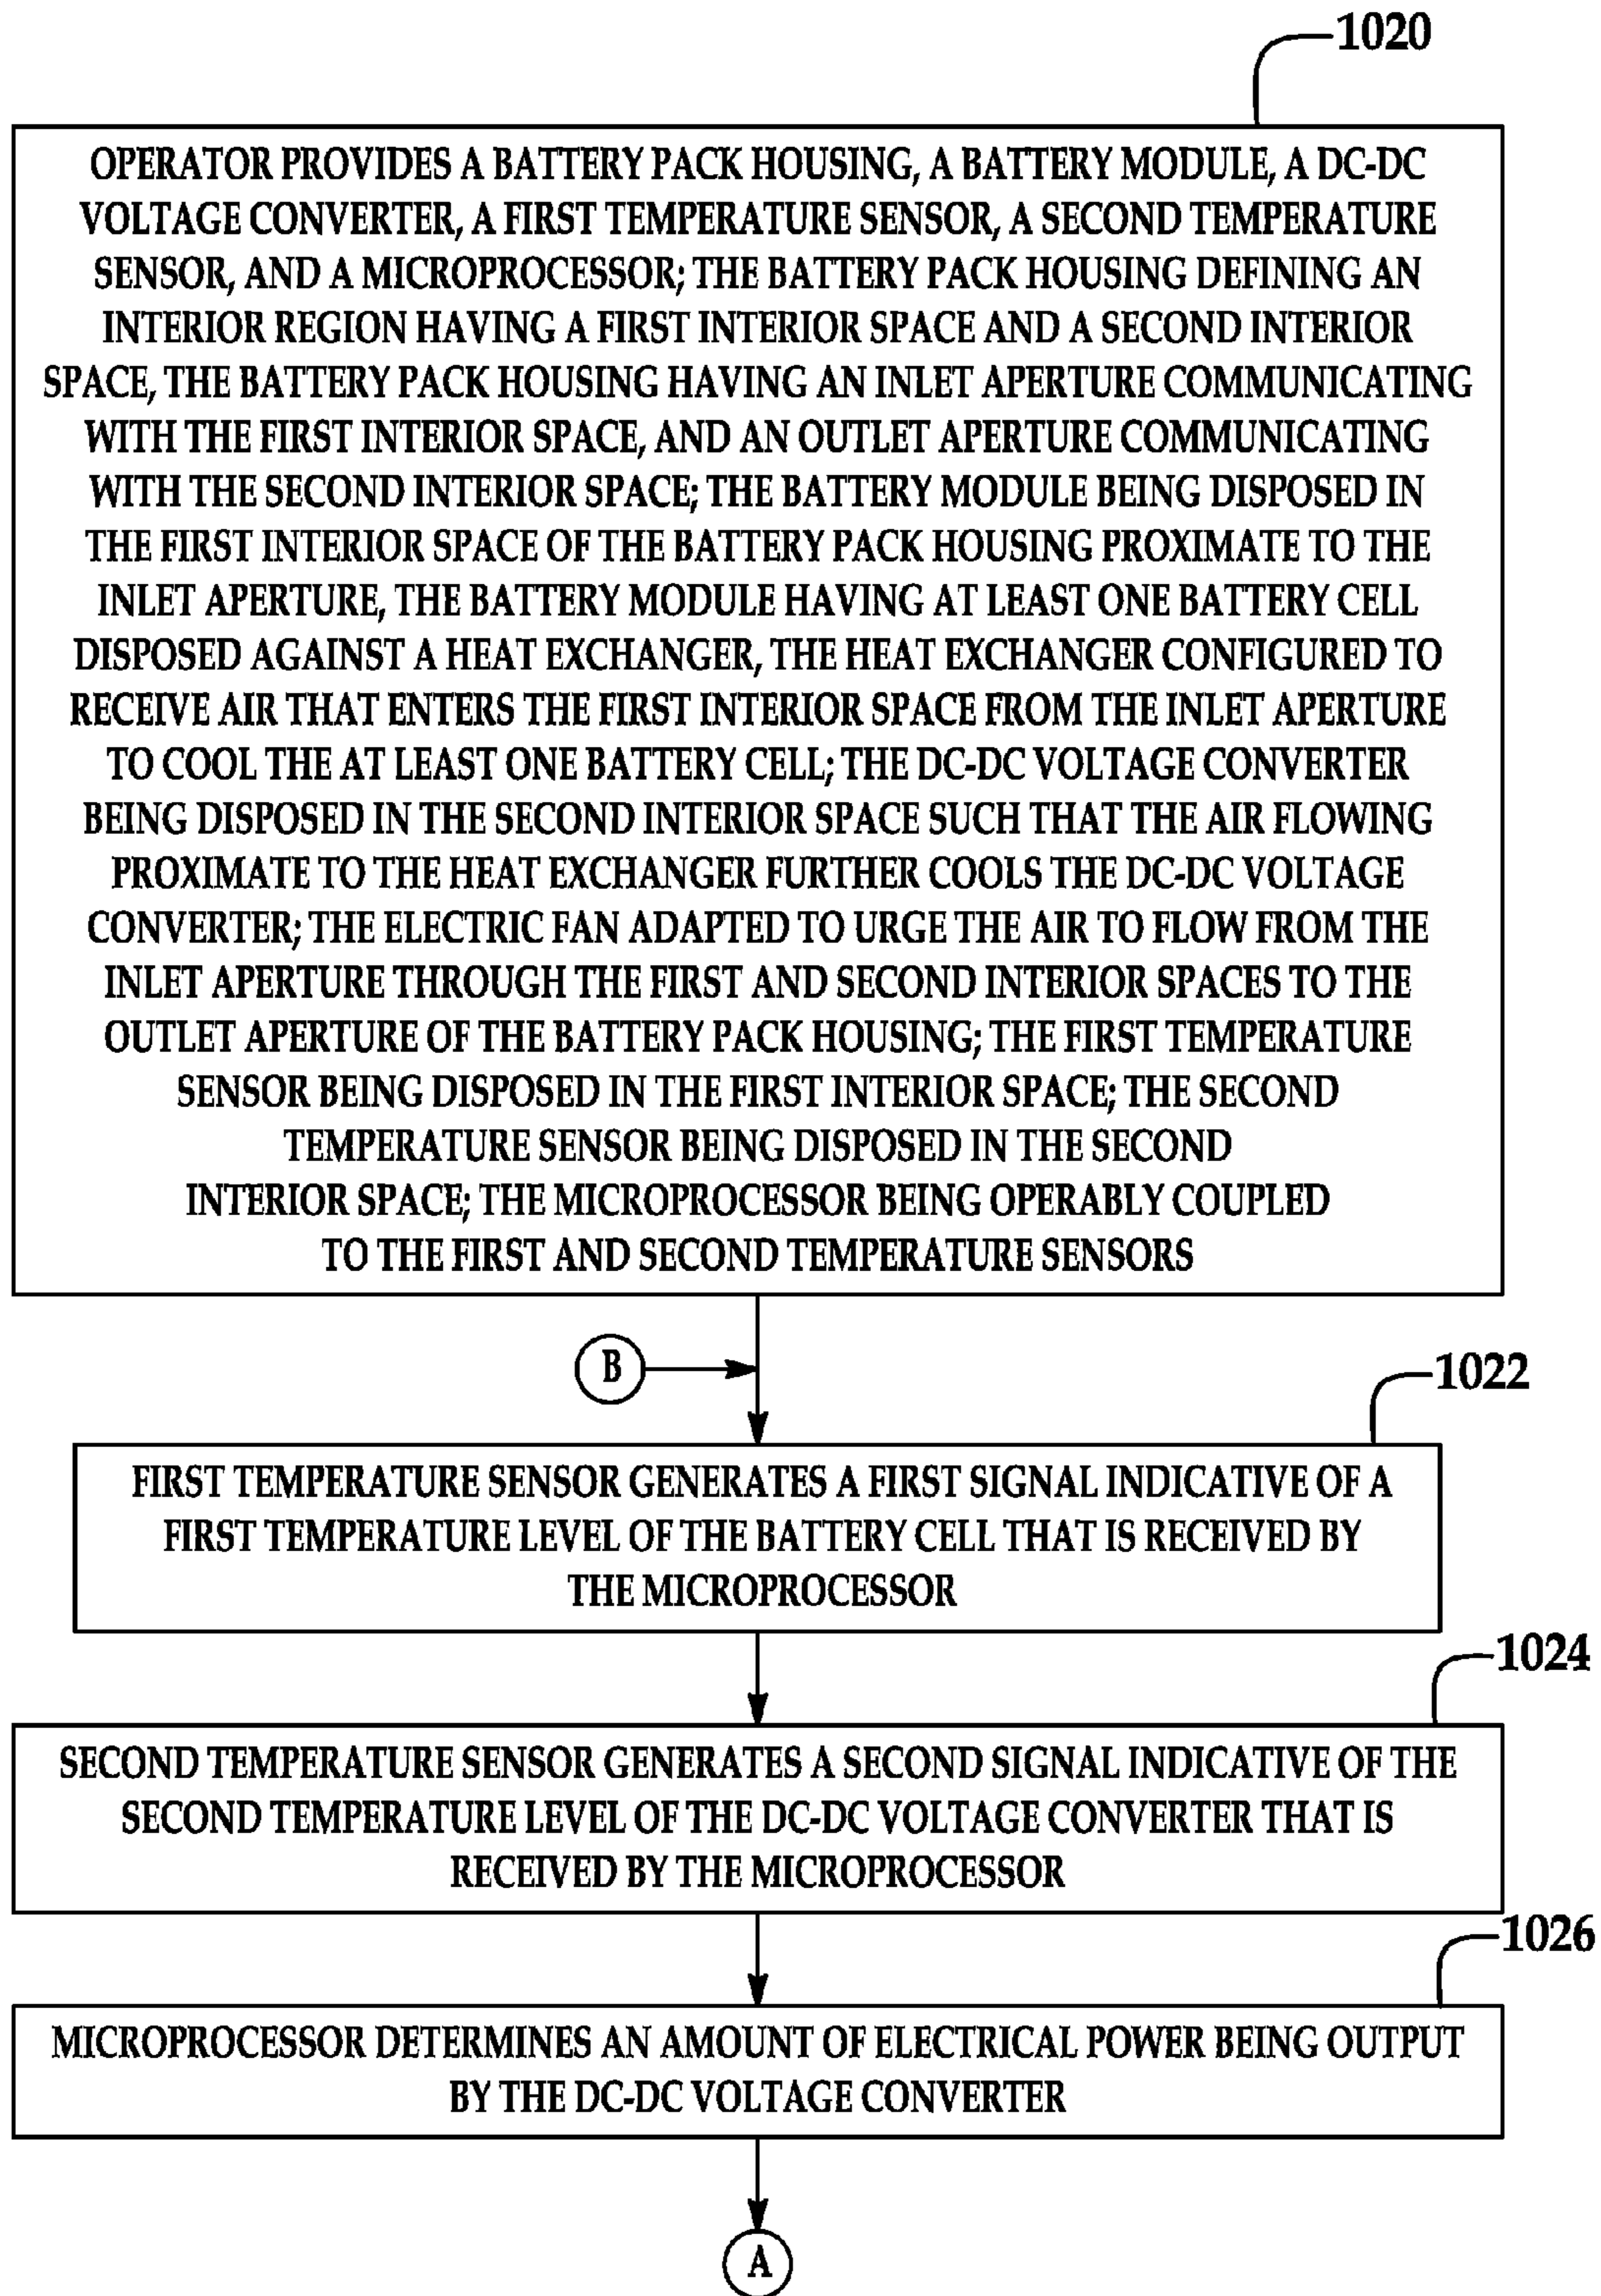 1020
OPERATOR PROVIDES A BATTERY PACK HOUSING, A BATTERY MODULE, A DC-DC
VOLTAGE CONVERTER, A FIRST TEMPERATURE SENSOR, A SECOND TEMPERATURE
SENSOR, AND A MICROPROCESSOR; THE BATTERY PACK HOUSING DEFINING AN
INTERIOR REGION HAVING A FIRST INTERIOR SPACE AND A SECOND INTERIOR
SPACE, THE BATTERY PACK HOUSING HAVING AN INLET APERTURE COMMUNICATING
WITH THE FIRST INTERIOR SPACE, AND AN OUTLET APERTURE COMMUNICATING
WITH THE SECOND INTERIOR SPACE; THE BATTERY MODULE BEING DISPOSED IN
THE FIRST INTERIOR SPACE OF THE BATTERY PACK HOUSING PROXIMATE TO THE
INLET APERTURE, THE BATTERY MODULE HAVING AT LEAST ONE BATTERY CELL
DISPOSED AGAINST A HEAT EXCHANGER, THE HEAT EXCHANGER CONFIGURED TO
RECEIVE AIR THAT ENTERS THE FIRST INTERIOR SPACE FROM THE INLET APERTURE
TO COOL THE AT LEAST ONE BATTERY CELL; THE DC-DC VOLTAGE CONVERTER
BEING DISPOSED IN THE SECOND INTERIOR SPACE SUCH THAT THE AIR FLOWING
PROXIMATE TO THE HEAT EXCHANGER FURTHER COOLS THE DC-DC VOLTAGE
CONVERTER; THE ELECTRIC FAN ADAPTED TO URGE THE AIR TO FLOW FROM THE
INLET APERTURE THROUGH THE FIRST AND SECOND INTERIOR SPACES TO THE
OUTLET APERTURE OF THE BATTERY PACK HOUSING; THE FIRST TEMPERATURE
SENSOR BEING DISPOSED IN THE FIRST INTERIOR SPACE; THE SECOND
TEMPERATURE SENSOR BEING DISPOSED IN THE SECOND
INTERIOR SPACE; THE MICROPROCESSOR BEING OPERABLY COUPLED
TO THE FIRST AND SECOND TEMPERATURE SENSORS
B
1022
FIRST TEMPERATURE SENSOR GENERATES A FIRST SIGNAL INDICATIVE OF A
FIRST TEMPERATURE LEVEL OF THE BATTERY CELL THAT IS RECEIVED BY
THE MICROPROCESSOR
1024
SECOND TEMPERATURE SENSOR GENERATES A SECOND SIGNAL INDICATIVE OF THE
SECOND TEMPERATURE LEVEL OF THE DC-DC VOLTAGE CONVERTER THAT IS
RECEIVED BY THE MICROPROCESSOR
1026
MICROPROCESSOR DETERMINES AN AMOUNT OF ELECTRICAL POWER BEING OUTPUT
BY THE DC-DC VOLTAGE CONVERTER
A